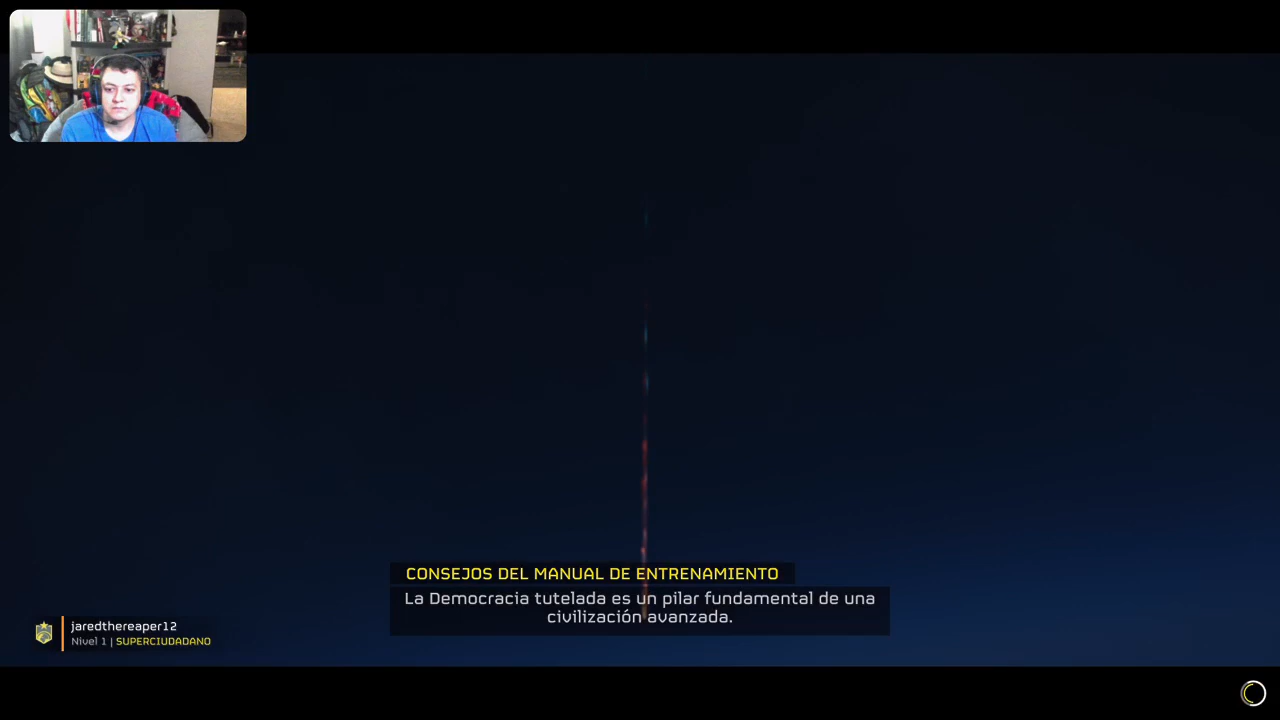 CONSEJOS DEL MANUAL DE ENTRENAMIENTO
La Democracia tutelada es un pilar fundamental de una
civilización avanzada.
jaredthereaper12
Nivel 1 | SUPERCIUDADANO